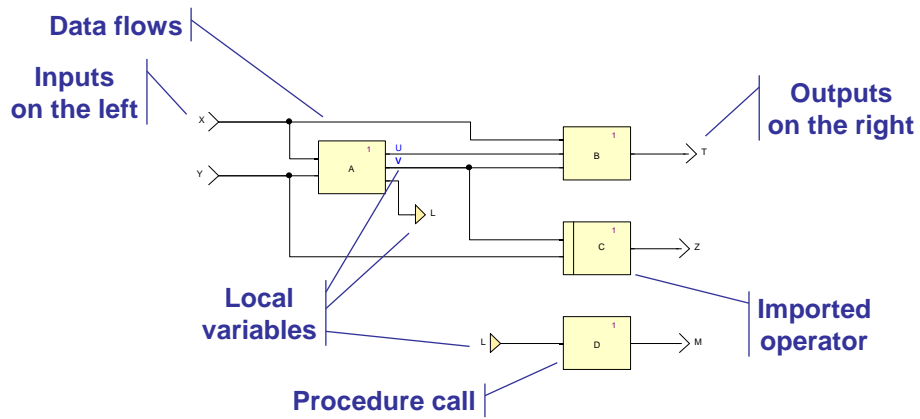 Data flows
Inputs
on the left
Outputs
on the right
X
1
B
T
U
V
1
A
Y
L
1
C
Z
Local
variables
Imported
operator
L
1
D
M
Procedure call